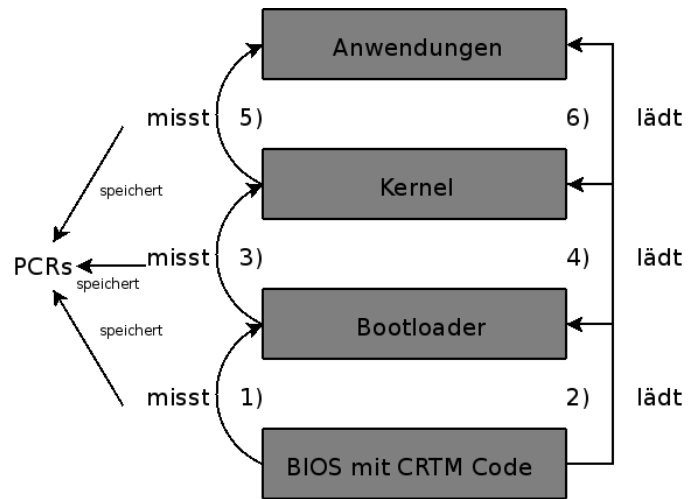 Anwendungen
misst 5) 6) lädt
speichert
Kernel
PCRs misst 3) 4) lädt
speichert
Bootloader
speichert
misst 1) 2) lädt
BIOS mit CRTM Code